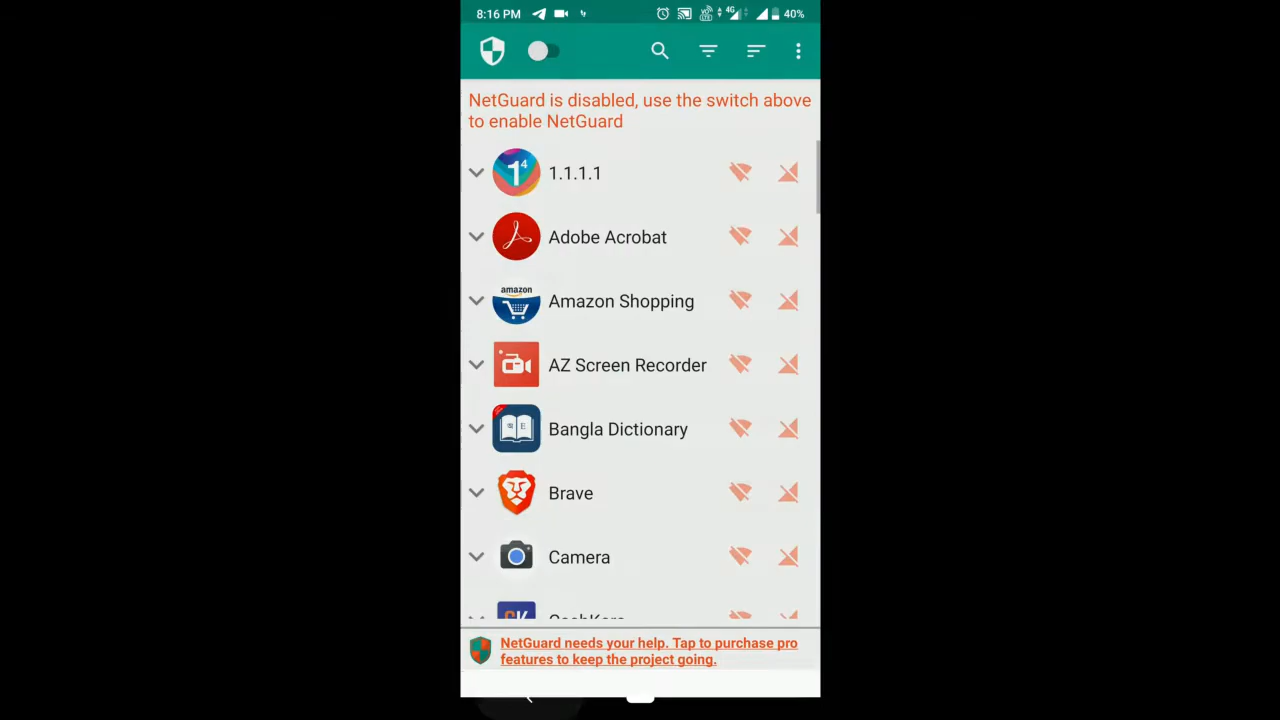 8:16 PM 4G 40%
NetGuard is disabled, use the switch above
to enable NetGuard
1.1.1.1
Adobe Acrobat
amazon
Amazon Shopping
AZ Screen Recorder
Bangla Dictionary
Brave
Camera
NetGuard needs your help. Tap to purchase pro
features to keep the project going.